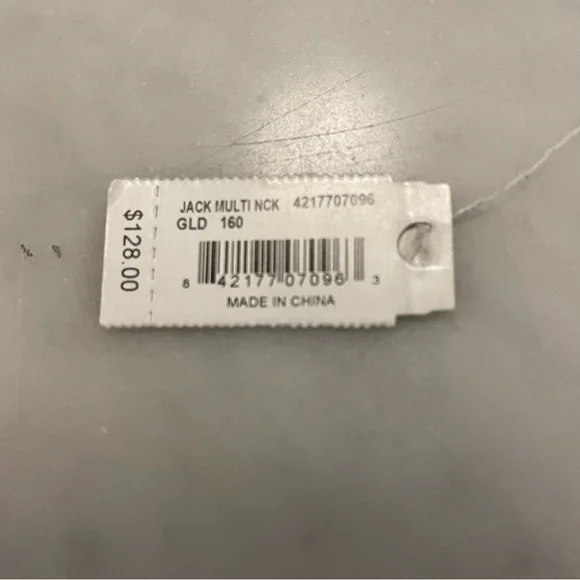 $128.00
JACK MULTI NCK 4217707096
GLD 160
8 42177 07096 3
MADE IN CHINA